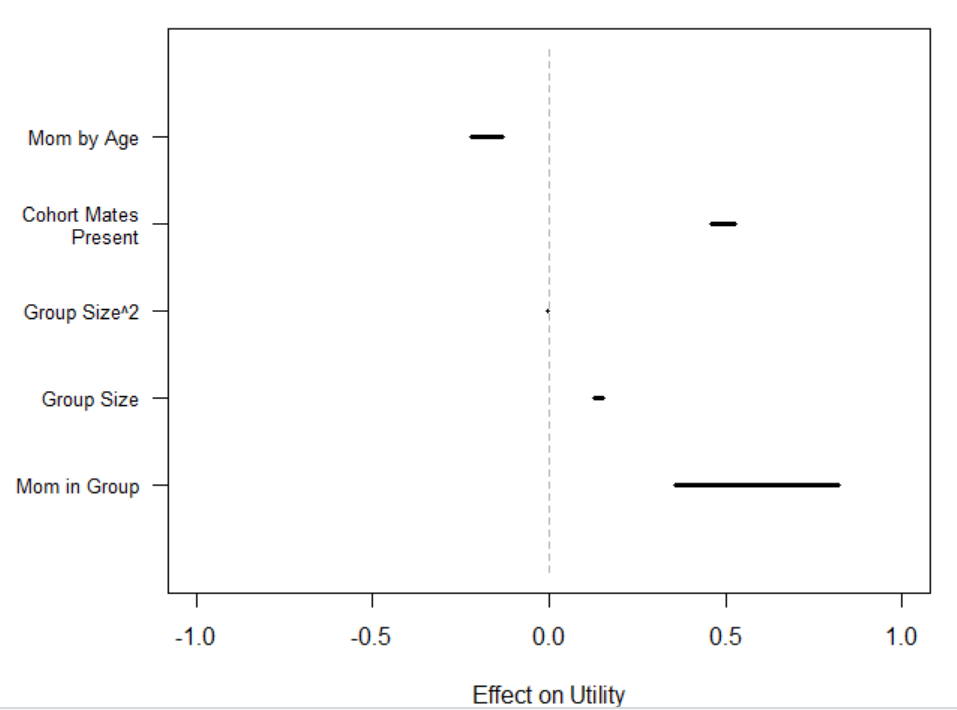 Mom by Age
Cohort Mates
Present
Group Size^2
Group Size
Mom in Group
-1.0
-0.5
0.0
0.5
1.0
Effect on Utility